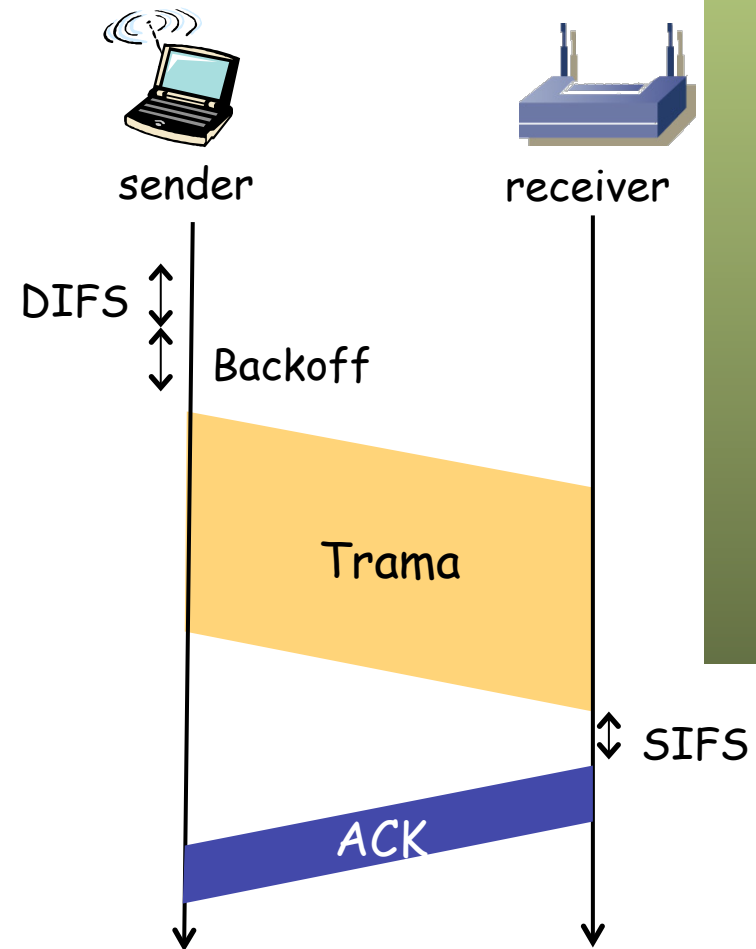 sender
receiver
DIFS
Backoff
Trama
SIFS
ACK